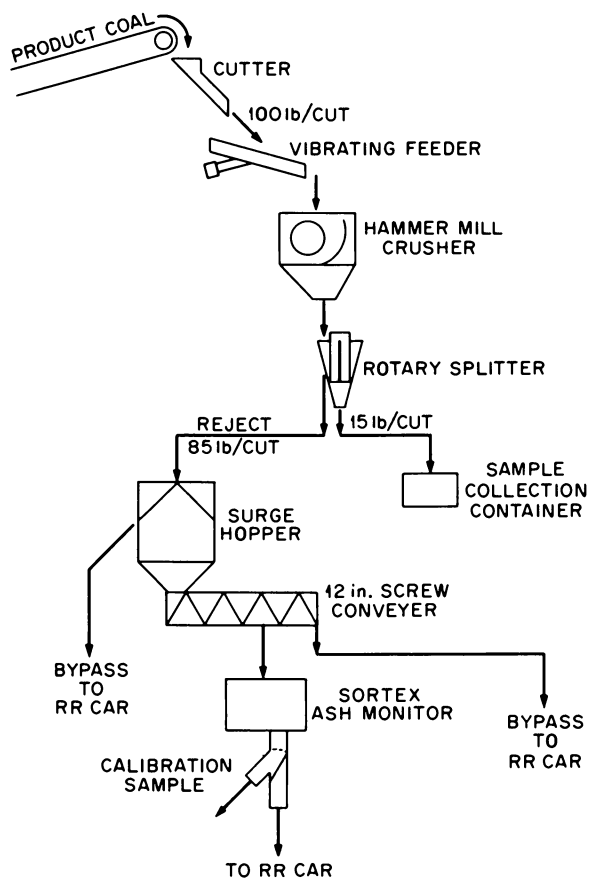 PRODUCT COAL
CUTTER
100 lb/CUT
VIBRATING FEEDER
HAMMER MILL
CRUSHER
ROTARY SPLITTER
REJECT
85 lb/CUT
15 lb/CUT
SAMPLE
COLLECTION
CONTAINER
SURGE
HOPPER
12 in. SCREW
CONVEYER
BYPASS
TO
RR CAR
SORTEX
ASH MONITOR
BYPASS
TO
RR CAR
CALIBRATION
SAMPLE
TO RR CAR